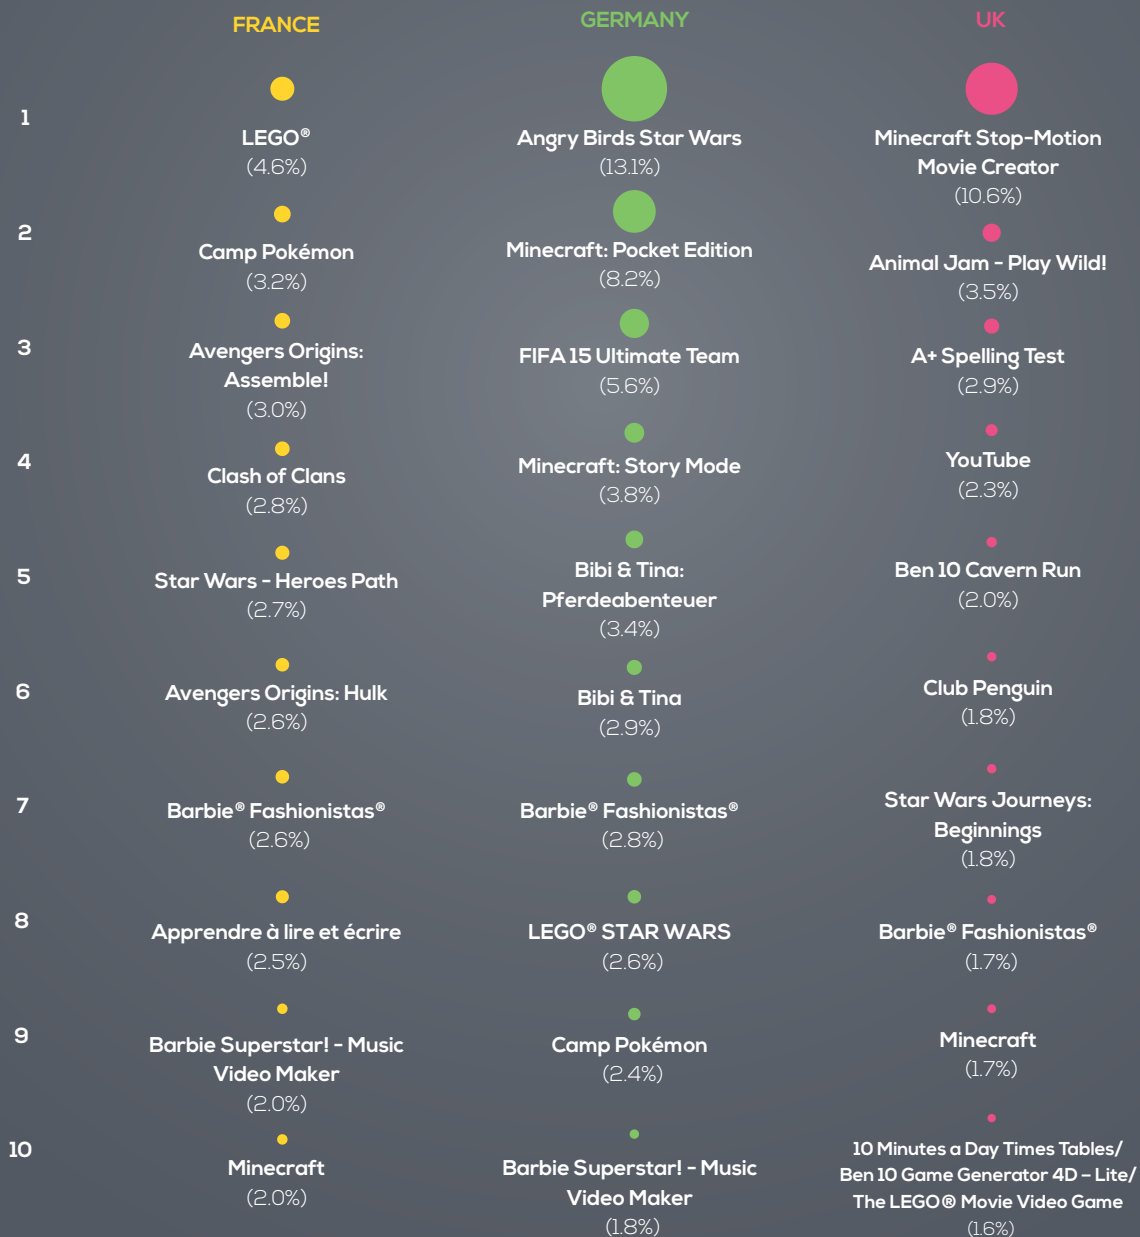 FRANCE
GERMANY
UK
1
LEGO®
(4.6%)
Angry Birds Star Wars
(13.1%)
Minecraft Stop-Motion
Movie Creator
(10.6%)
2
Camp Pokémon
(3.2%)
Minecraft: Pocket Edition
(8.2%)
Animal Jam - Play Wild!
(3.5%)
3
Avengers Origins:
Assemble!
(3.0%)
FIFA 15 Ultimate Team
(5.6%)
A+ Spelling Test
(2.9%)
4
Clash of Clans
(2.8%)
Minecraft: Story Mode
(3.8%)
YouTube
(2.3%)
5
Star Wars - Heroes Path
(2.7%)
Bibi & Tina:
Pferdeabenteuer
(3.4%)
Ben 10 Cavern Run
(2.0%)
6
Avengers Origins: Hulk
(2.6%)
Bibi & Tina
(2.9%)
Club Penguin
(1.8%)
7
Barbie® Fashionistas®
(2.6%)
Barbie® Fashionistas®
(2.8%)
Star Wars Journeys:
Beginnings
(1.8%)
8
Apprendre à lire et écrire
(2.5%)
LEGO® STAR WARS
(2.6%)
Barbie® Fashionistas®
(1.7%)
9
Barbie Superstar! - Music
Video Maker
(2.0%)
Camp Pokémon
(2.4%)
Minecraft
(1.7%)
10
Minecraft
(2.0%)
Barbie Superstar! - Music
Video Maker
(1.8%)
10 Minutes a Day Times Tables/
Ben 10 Game Generator 4D – Lite/
The LEGO® Movie Video Game
(1.6%)